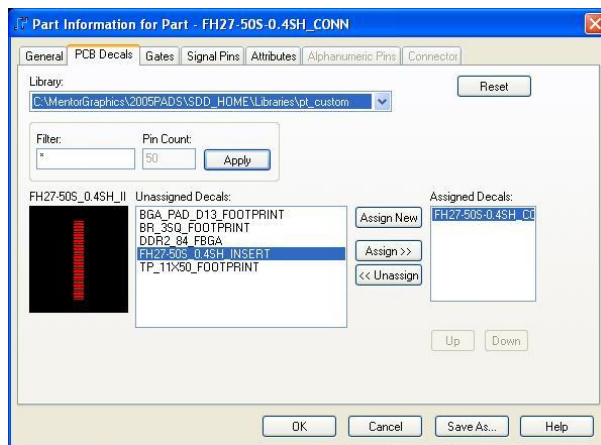 Part Information for Part - FH27-50S-0.4SH_CONN
General PCB Decals Gates Signal Pins Attributes Alphanumeric Pins Connector
Library:
C:\MentorGraphics\2005PADS\SDD_HOME\Libraries\pt_custom
Reset
Filter: Pin Count:
* 50 Apply
FH27-50S_0.4SH_II Unassigned Decals: Assigned Decals:
BGA_PAD_D13_FOOTPRINT
BR_3SQ_FOOTPRINT
DDR2_84_FBGA
FH27-50S_0.4SH_INSERT
TP_11X50_FOOTPRINT
Assign New
Assign >>
<< Unassign
FH27-50S-0.4SH_CO
Up Down
OK Cancel Save As... Help